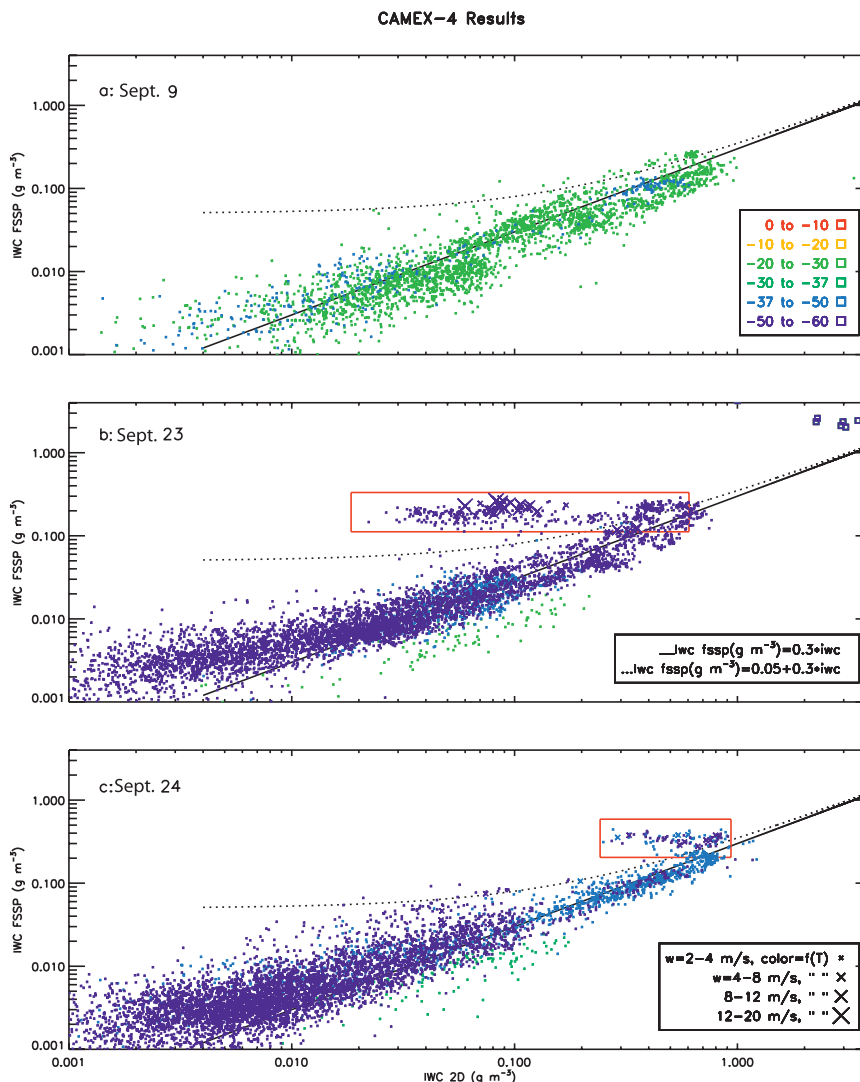 CAMEX-4 Results
a: Sept. 9
1.000
0.100
0.010
0.001
IWC FSSP (g m⁻³)
0 to -10
-10 to -20
-20 to -30
-30 to -37
-37 to -50
-50 to -60
b: Sept. 23
1.000
0.100
0.010
0.001
IWC FSSP (g m⁻³)
__Iwc fssp(g m⁻³)=0.3*iwc
...Iwc fssp(g m⁻³)=0.05+0.3*iwc
c: Sept. 24
1.000
0.100
0.010
0.001
IWC FSSP (g m⁻³)
w=2-4 m/s, color=f(T)
w=4-8 m/s, " "
8-12 m/s, " "
12-20 m/s, " "
0.001 0.010 0.100 1.000
IWC 2D (g m⁻³)